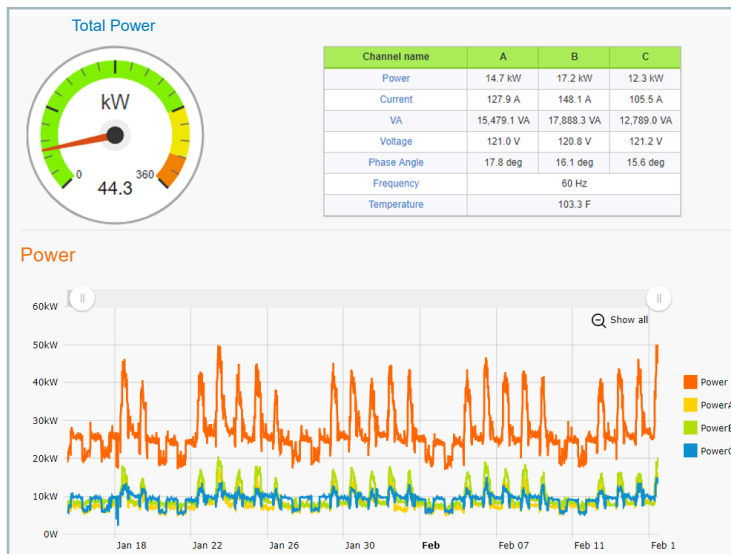 Total Power
kW
0 360
44.3
Channel name A B C
Power 14.7 kW 17.2 kW 12.3 kW
Current 127.9 A 148.1 A 105.5 A
VA 15,479.1 VA 17,888.3 VA 12,789.0 VA
Voltage 121.0 V 120.8 V 121.2 V
Phase Angle 17.8 deg 16.1 deg 15.6 deg
Frequency 60 Hz
Temperature 103.3 F
Power
Show all
60kW
50kW
40kW
30kW
20kW
10kW
0W
Jan 18 Jan 22 Jan 26 Jan 30 Feb Feb 07 Feb 11 Feb 1
Power
PowerA
PowerB
PowerC